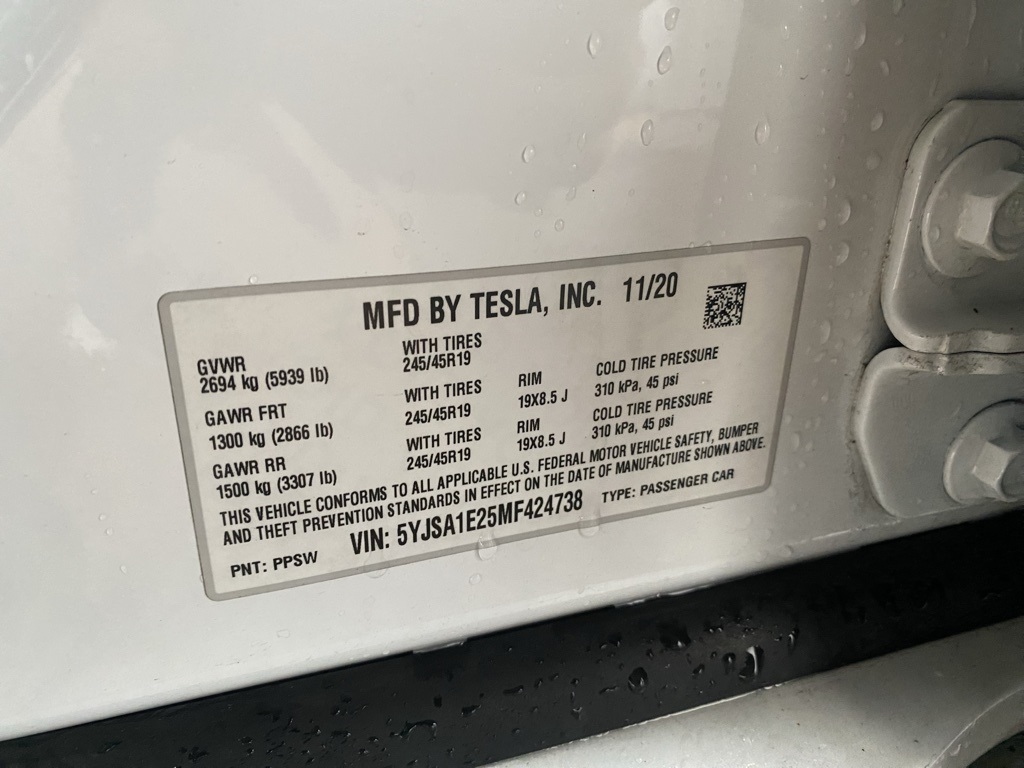 MFD BY TESLA, INC. 11/20
GVWR
2694 kg (5939 lb)
WITH TIRES
245/45R19
GAWR FRT
1300 kg (2866 lb)
WITH TIRES
245/45R19
RIM
19X8.5 J
COLD TIRE PRESSURE
310 kPa, 45 psi
GAWR RR
1500 kg (3307 lb)
WITH TIRES
245/45R19
RIM
19X8.5 J
COLD TIRE PRESSURE
310 kPa, 45 psi
THIS VEHICLE CONFORMS TO ALL APPLICABLE U.S. FEDERAL MOTOR VEHICLE SAFETY, BUMPER
AND THEFT PREVENTION STANDARDS IN EFFECT ON THE DATE OF MANUFACTURE SHOWN ABOVE.
PNT: PPSW VIN: 5YJSA1E25MF424738 TYPE: PASSENGER CAR